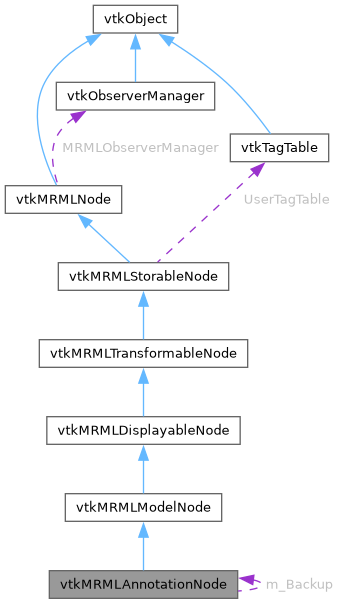 vtkObject
vtkObserverManager
MRMLObserverManager
vtkTagTable
vtkMRMLNode
UserTagTable
vtkMRMLStorableNode
vtkMRMLTransformableNode
vtkMRMLDisplayableNode
vtkMRMLModelNode
vtkMRMLAnnotationNode
m_Backup